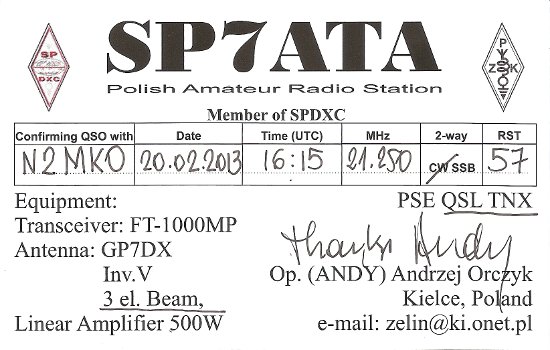 SP
DXC
SP7ATA
P
Z K
Polish Amateur Radio Station
Member of SPDXC
Confirming QSO with Date Time (UTC) MHz 2-way RST
N2MKO 20.02.2013 16:15 21.250 CW SSB 57
Equipment: PSE QSL TNX
Transceiver: FT-1000MP
Antenna: GP7DX
Thanks Andy
Inv.V
Op. (ANDY) Andrzej Orczyk
3 el. Beam,
Kielce, Poland
Linear Amplifier 500W
e-mail: zelin@ki.onet.pl